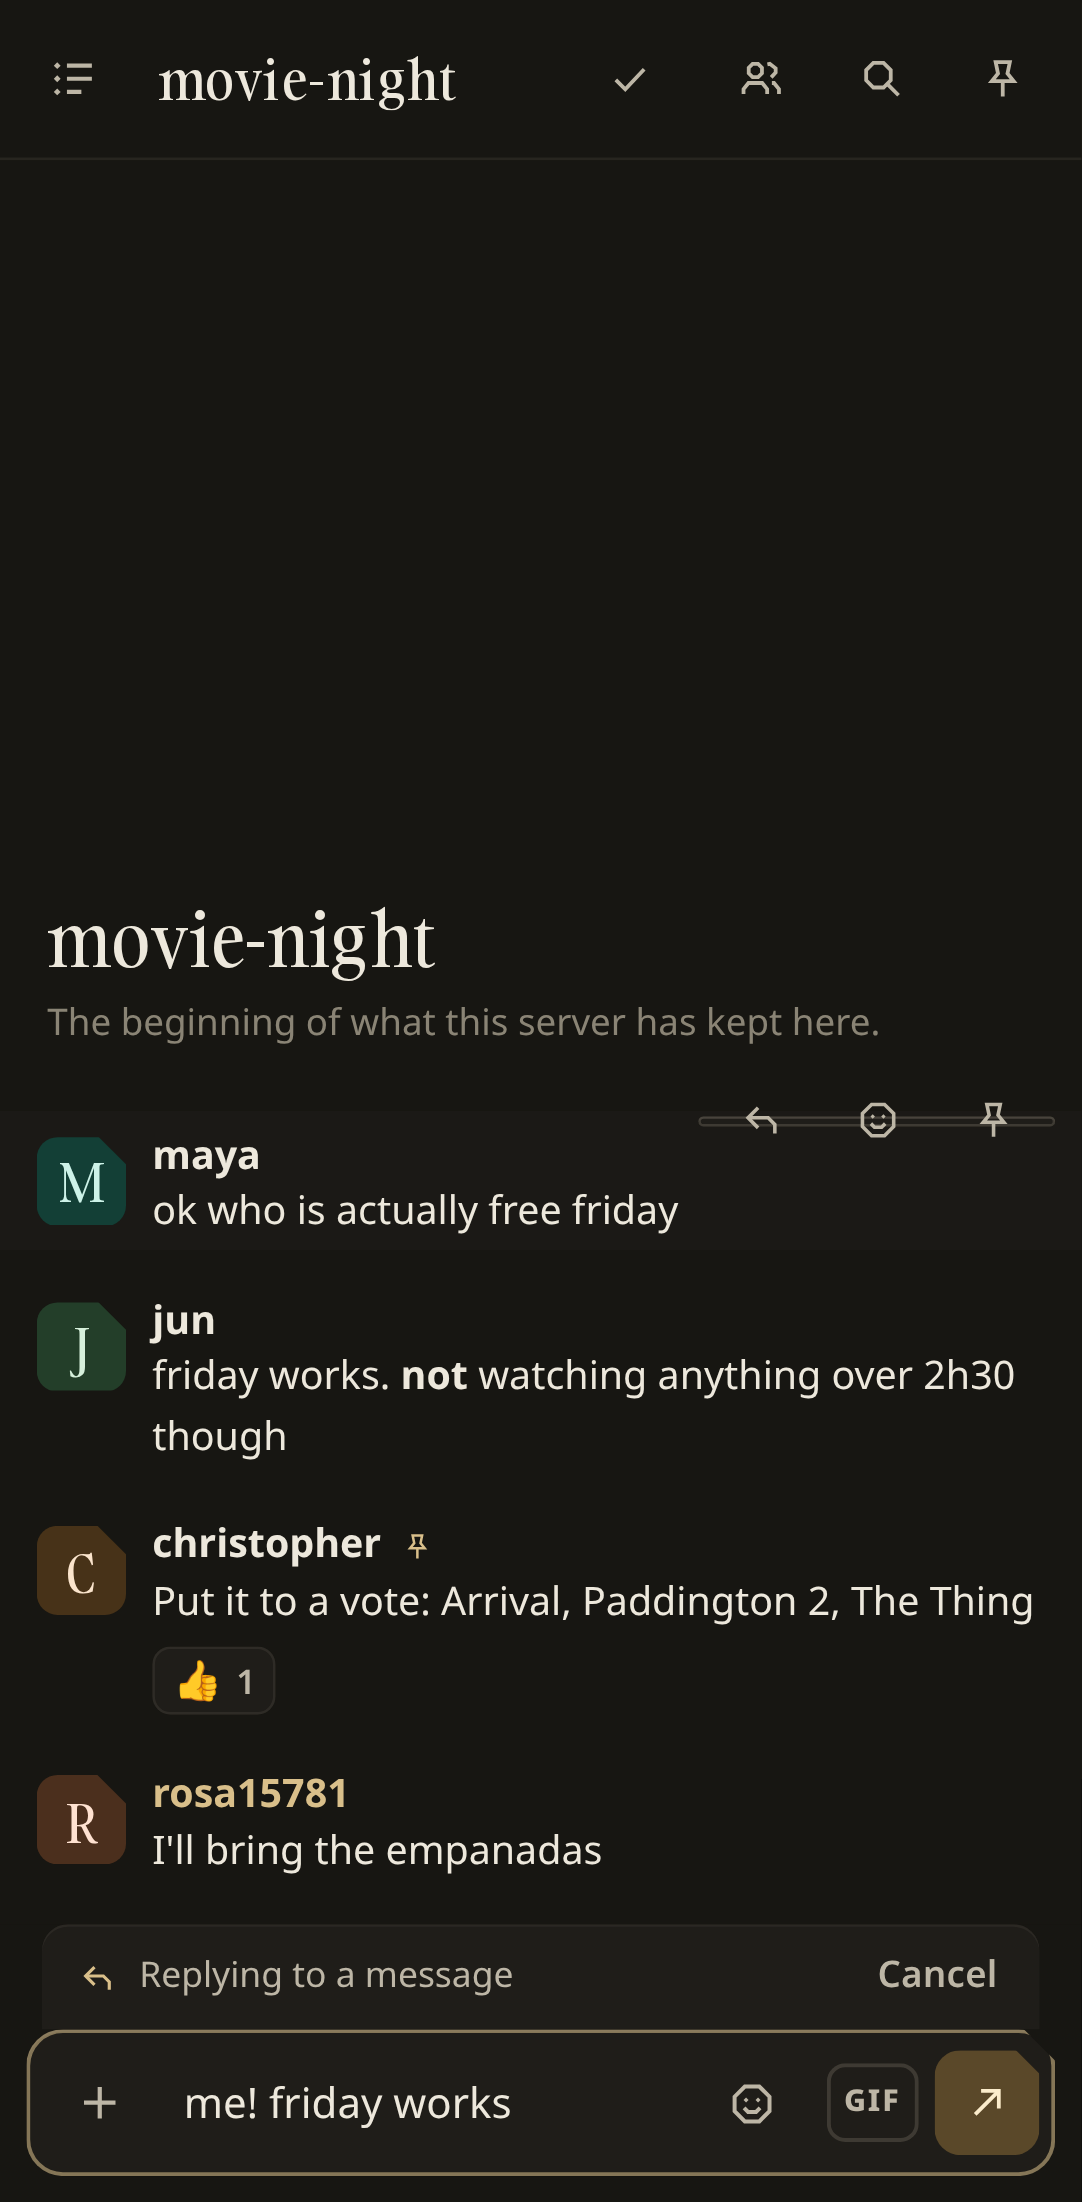 movie-night
movie-night
The beginning of what this server has kept here.
M
maya
ok who is actually free friday
J
jun
friday works. not watching anything over 2h30
though
C
christopher
Put it to a vote: Arrival, Paddington 2, The Thing
👍 1
R
rosa15781
I'll bring the empanadas
Replying to a message
Cancel
me! friday works
GIF